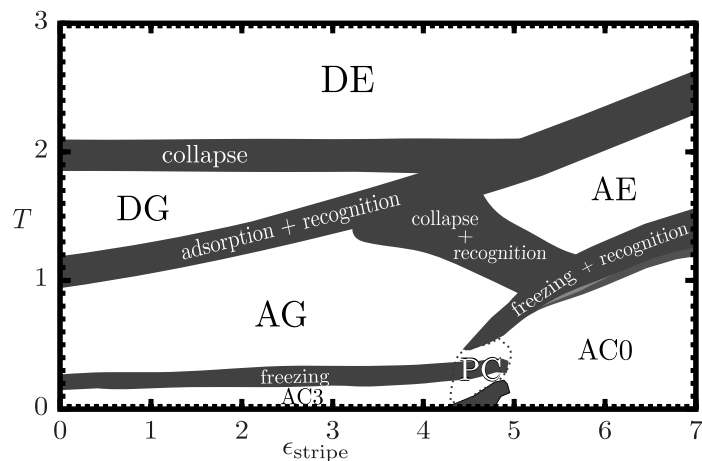 3
DE
2
collapse
AE
DG
T
adsorption + recognition
collapse
+
recognition
freezing + recognition
1
AG
AC0
PC
freezing
AC3
0
0 1 2 3 4 5 6 7
ϵstripe